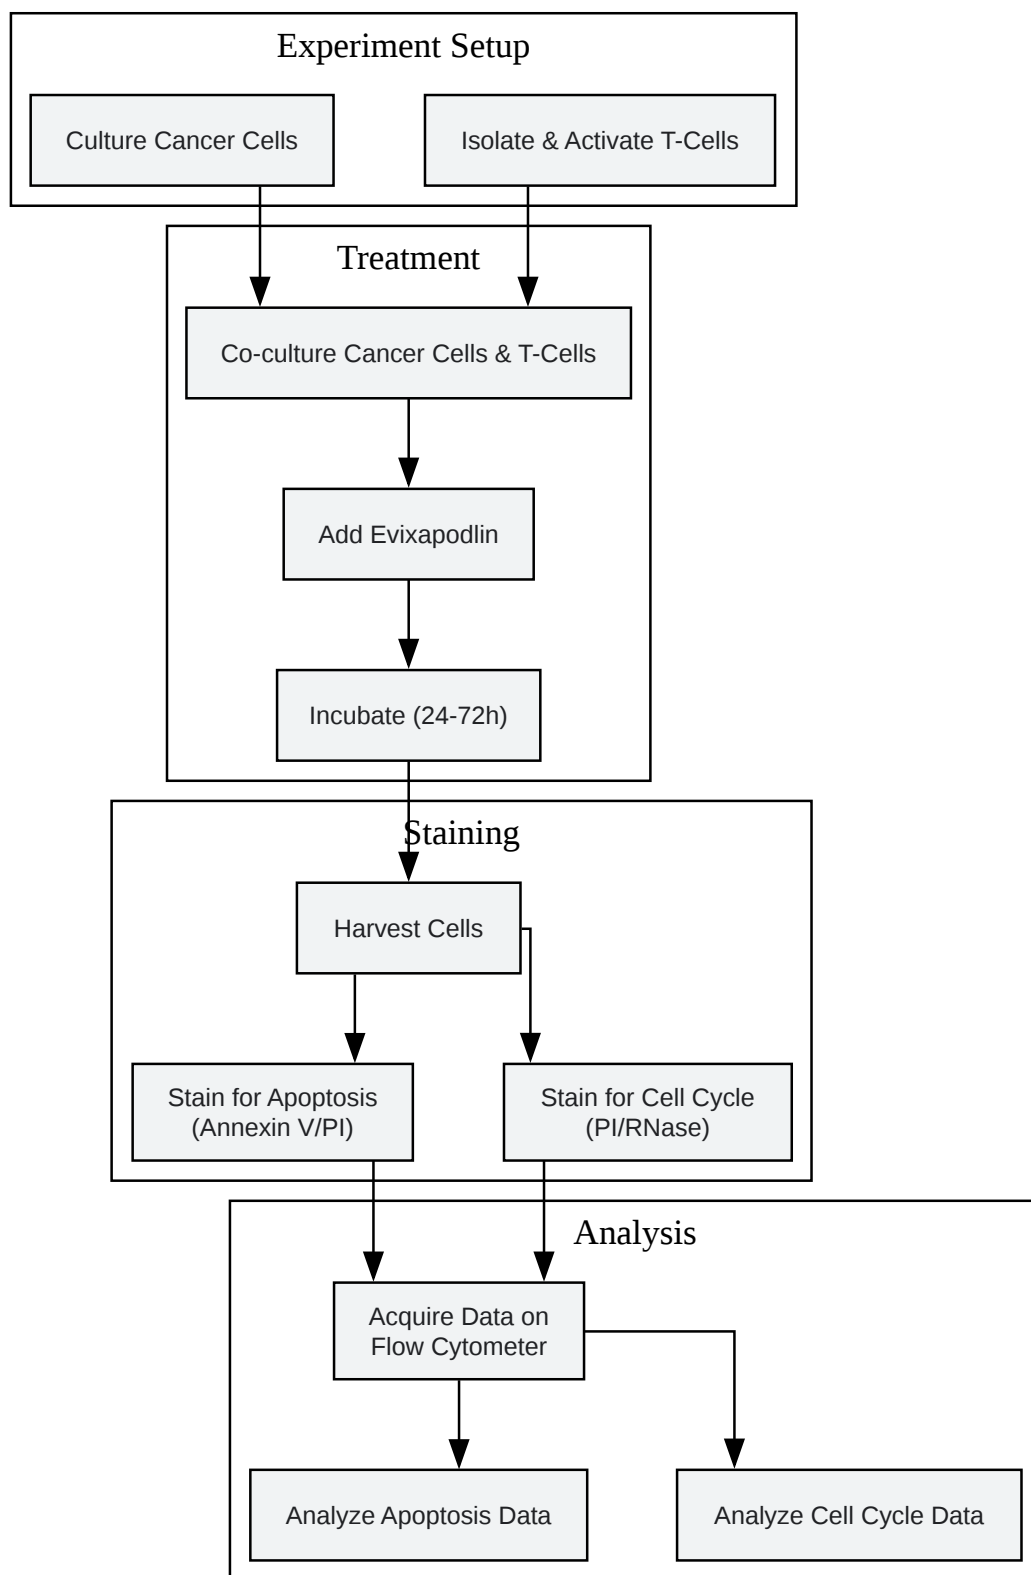 Experiment Setup
Culture Cancer Cells
Isolate & Activate T-Cells
Treatment
Co-culture Cancer Cells & T-Cells
Add Evixapodlin
Incubate (24-72h)
Staining
Harvest Cells
Stain for Apoptosis
(Annexin V/PI)
Stain for Cell Cycle
(PI/RNase)
Analysis
Acquire Data on
Flow Cytometer
Analyze Apoptosis Data
Analyze Cell Cycle Data